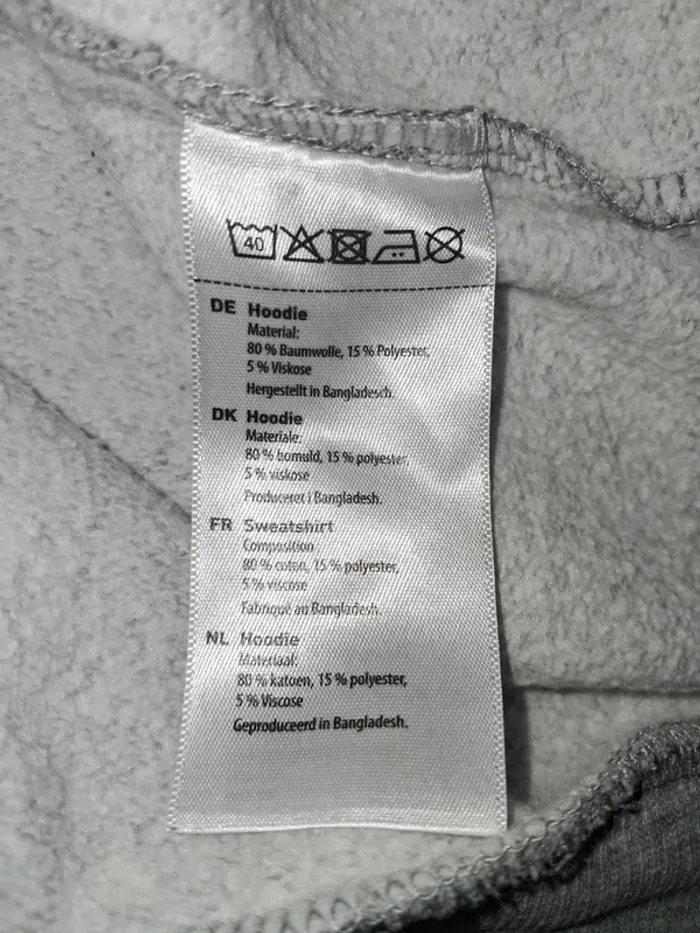 40
DE Hoodie
Material:
80 % Baumwolle, 15 % Polyester,
5 % Viskose
Hergestellt in Bangladesch.
DK Hoodie
Materiale:
80 % bomuld, 15 % polyester,
5 % viskose
Produceret i Bangladesh.
FR Sweatshirt
Composition
80 % coton, 15 % polyester,
5 % viscose
Fabriqué au Bangladesh.
NL Hoodie
Materiaal:
80 % katoen, 15 % polyester,
5 % Viscose
Geproduceerd in Bangladesh.